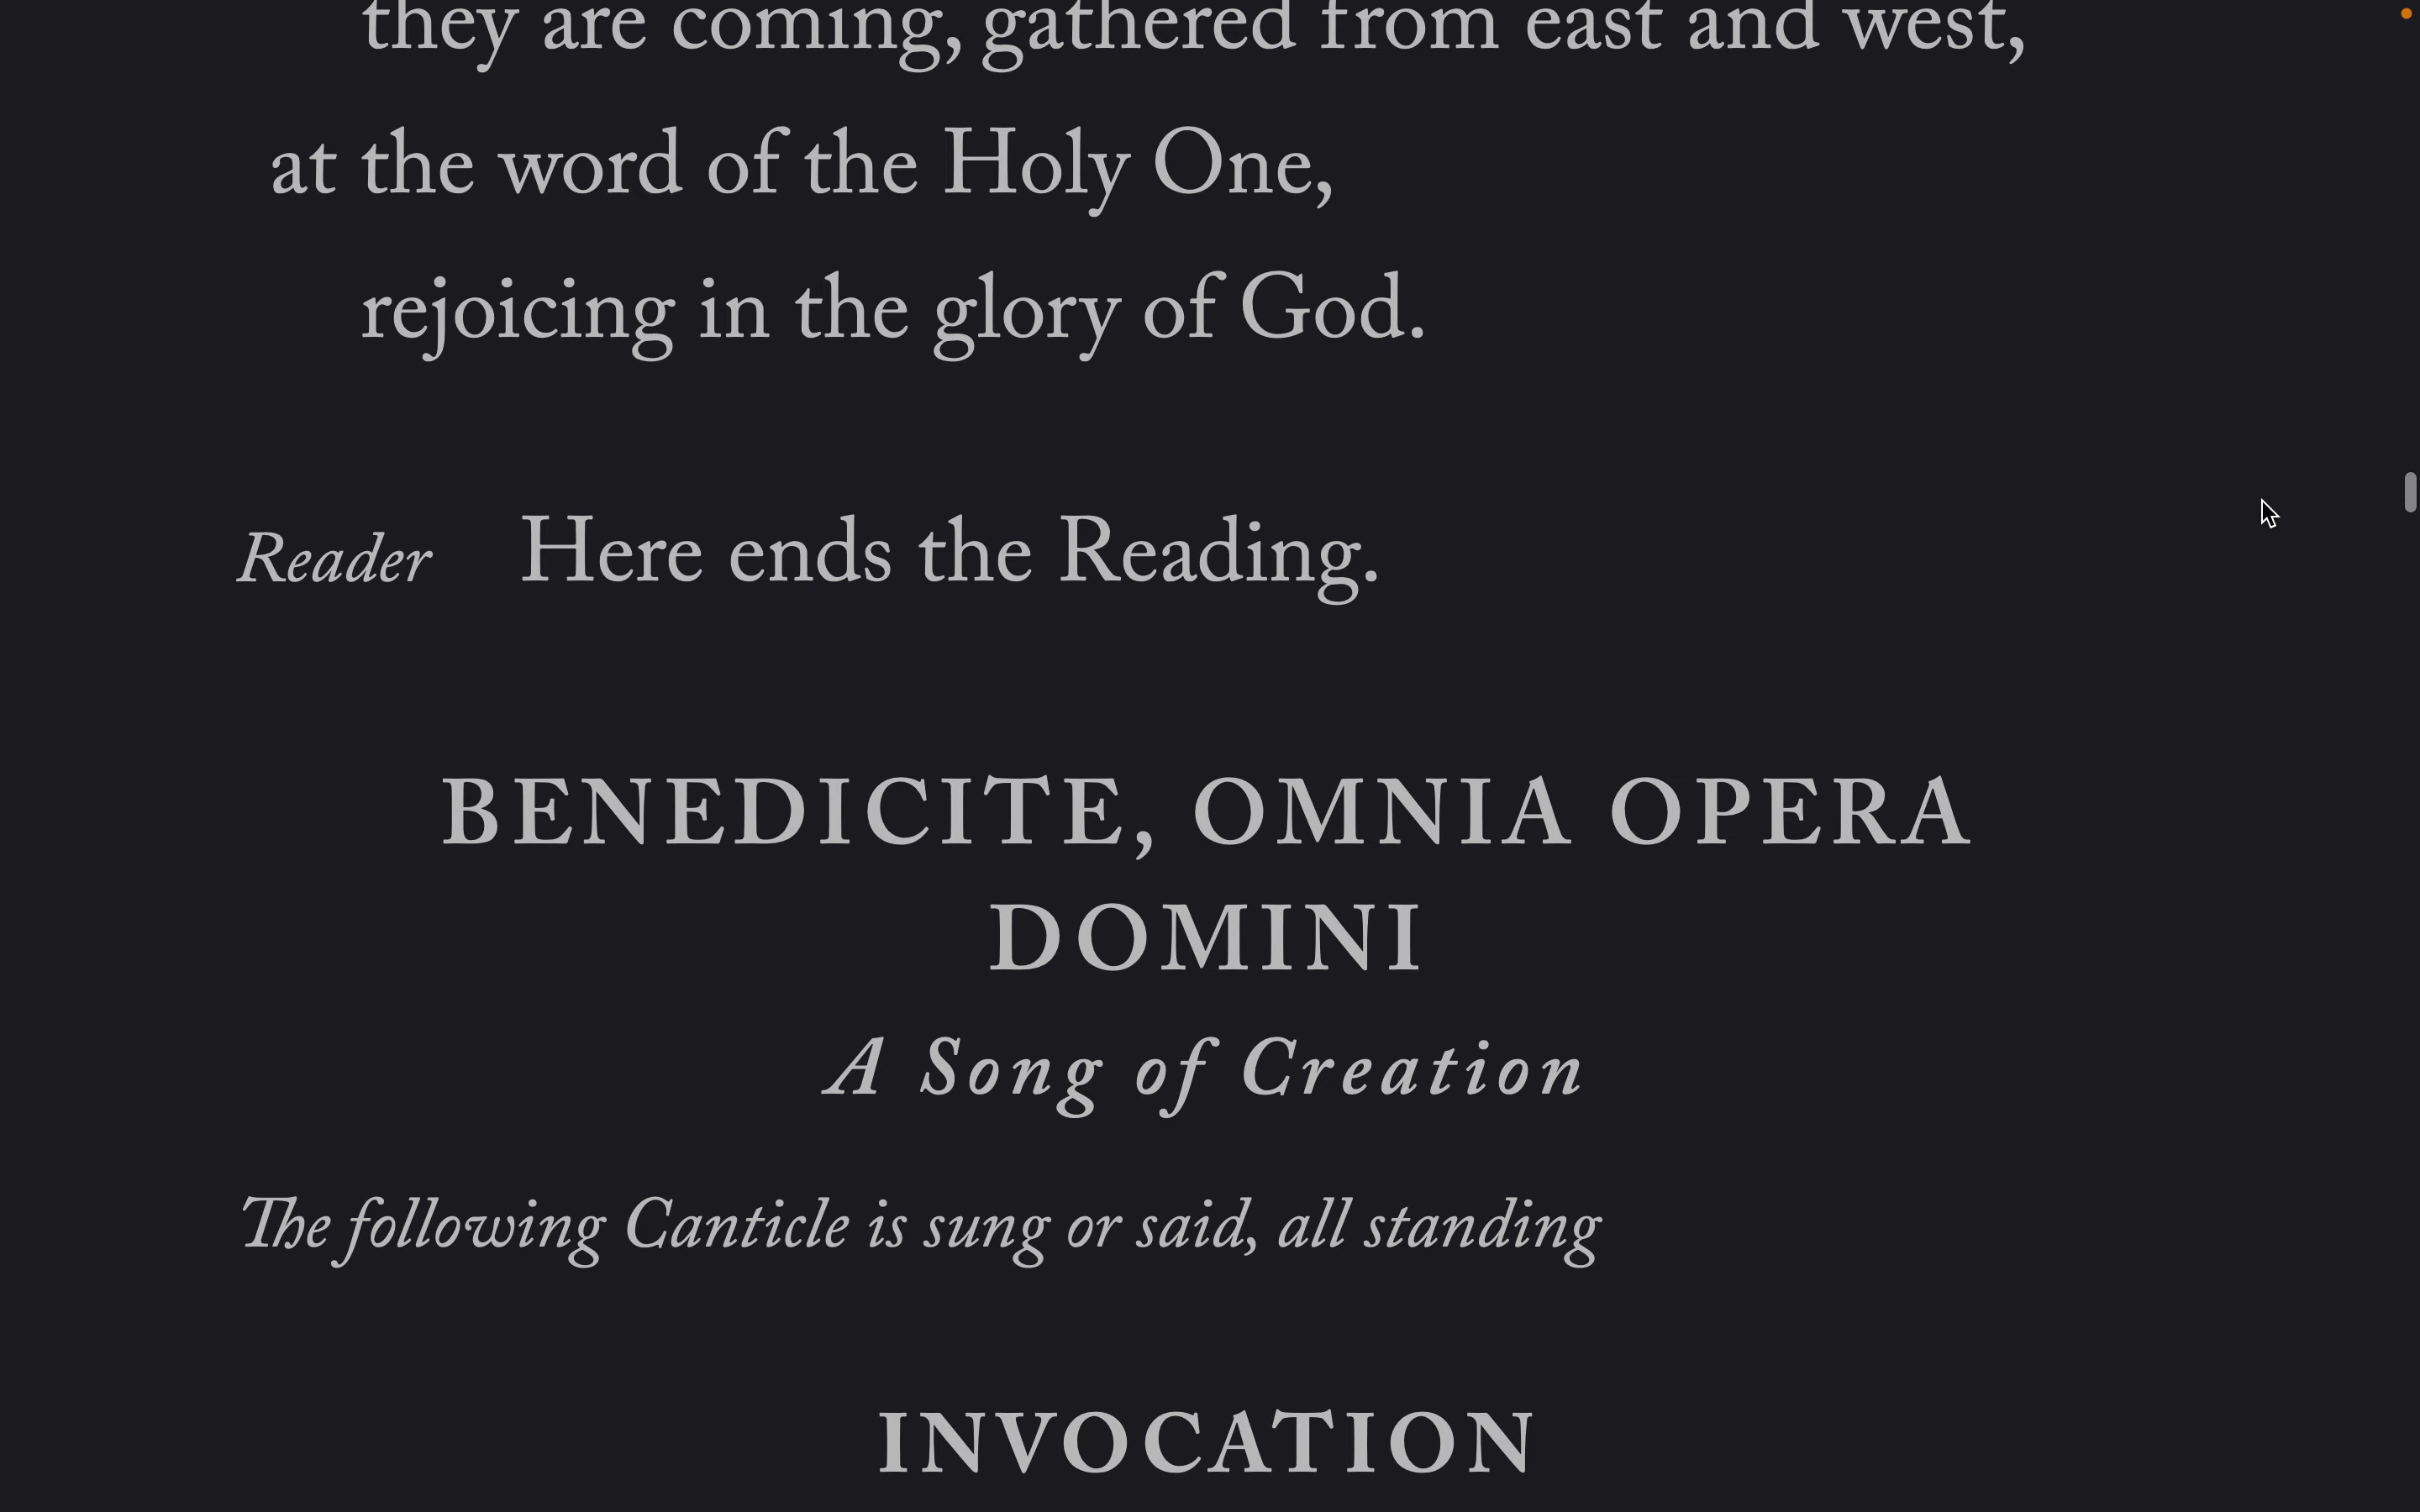 they are coming, gathered from east and west,
at the word of the Holy One,
rejoicing in the glory of God.
Reader Here ends the Reading.
BENEDICITE, OMNIA OPERA
DOMINI
A Song of Creation
The following Canticle is sung or said, all standing
INVOCATION